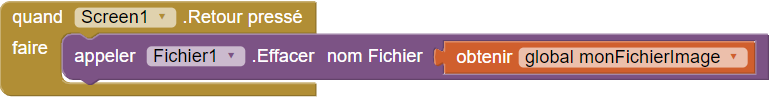 quand Screen1 .Retour pressé
faire appeler Fichier1 .Effacer nom Fichier obtenir global monFichierImage